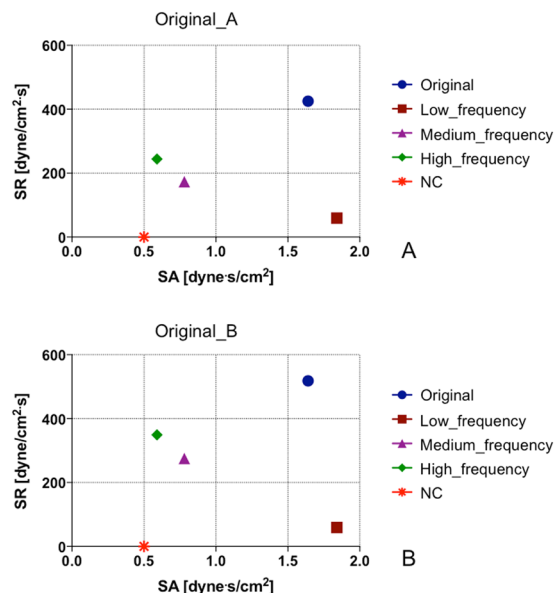 Original_A
600
400
200
0
SR [dyne/cm²·s]
0.0 0.5 1.0 1.5 2.0
SA [dyne·s/cm²]
Original
Low_frequency
Medium_frequency
High_frequency
NC
A
Original_B
600
400
200
0
SR [dyne/cm²·s]
0.0 0.5 1.0 1.5 2.0
SA [dyne·s/cm²]
Original
Low_frequency
Medium_frequency
High_frequency
NC
B